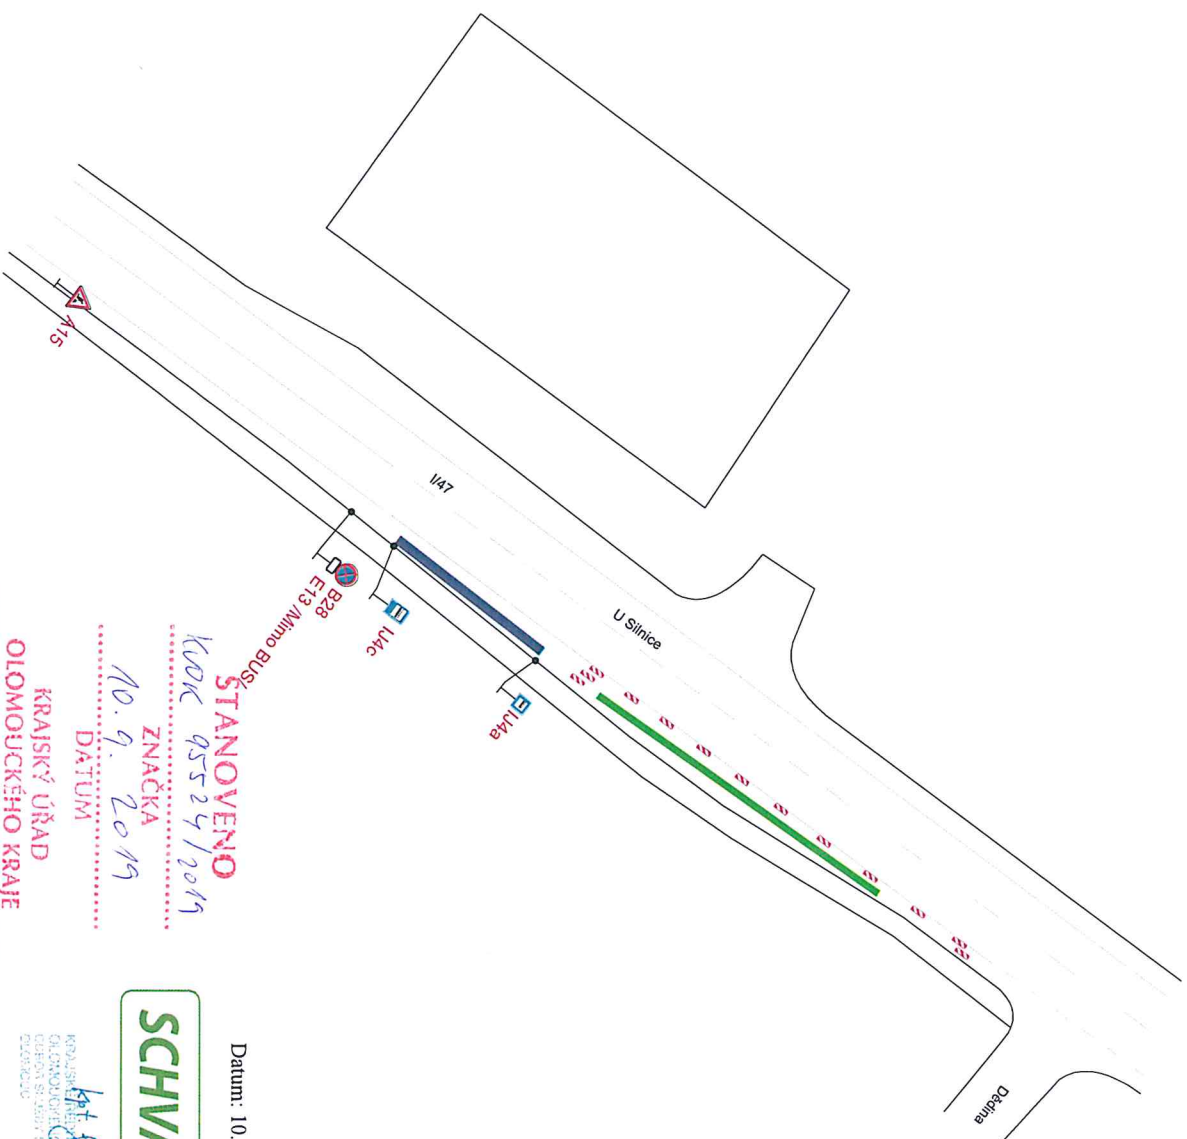 I/47
U Silnice
Dědina
A15
B28
E13 /Mimo BUS/
IJ4c
IJ4a
STANOVENO
KUOK 95524/2019
ZNAČKA
10. 9. 2019
DATUM
KRAJSKÝ ÚŘAD
OLOMOUCKÉHO KRAJE
Datum: 10.
SCHVA